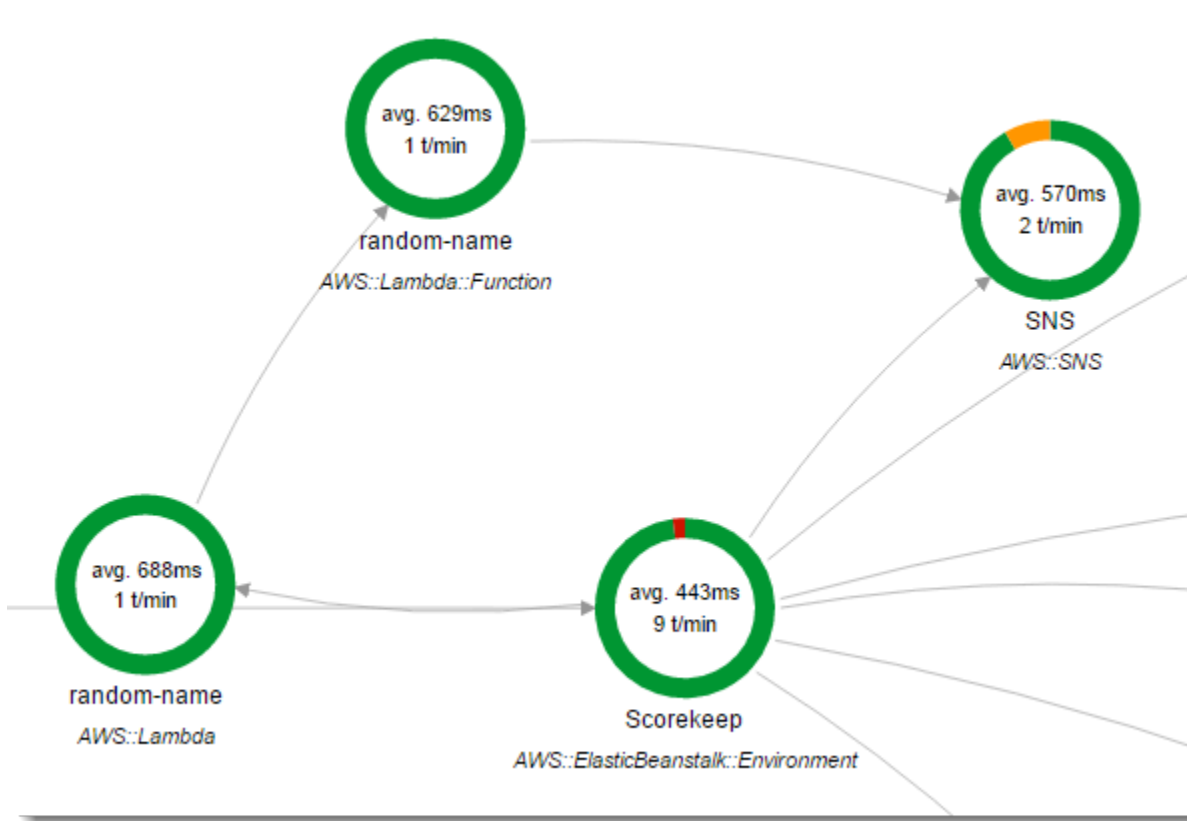 avg. 629ms
1 t/min
random-name
AWS::Lambda::Function
avg. 570ms
2 t/min
SNS
AWS::SNS
avg. 688ms
1 t/min
random-name
AWS::Lambda
avg. 443ms
9 t/min
Scorekeep
AWS::ElasticBeanstalk::Environment